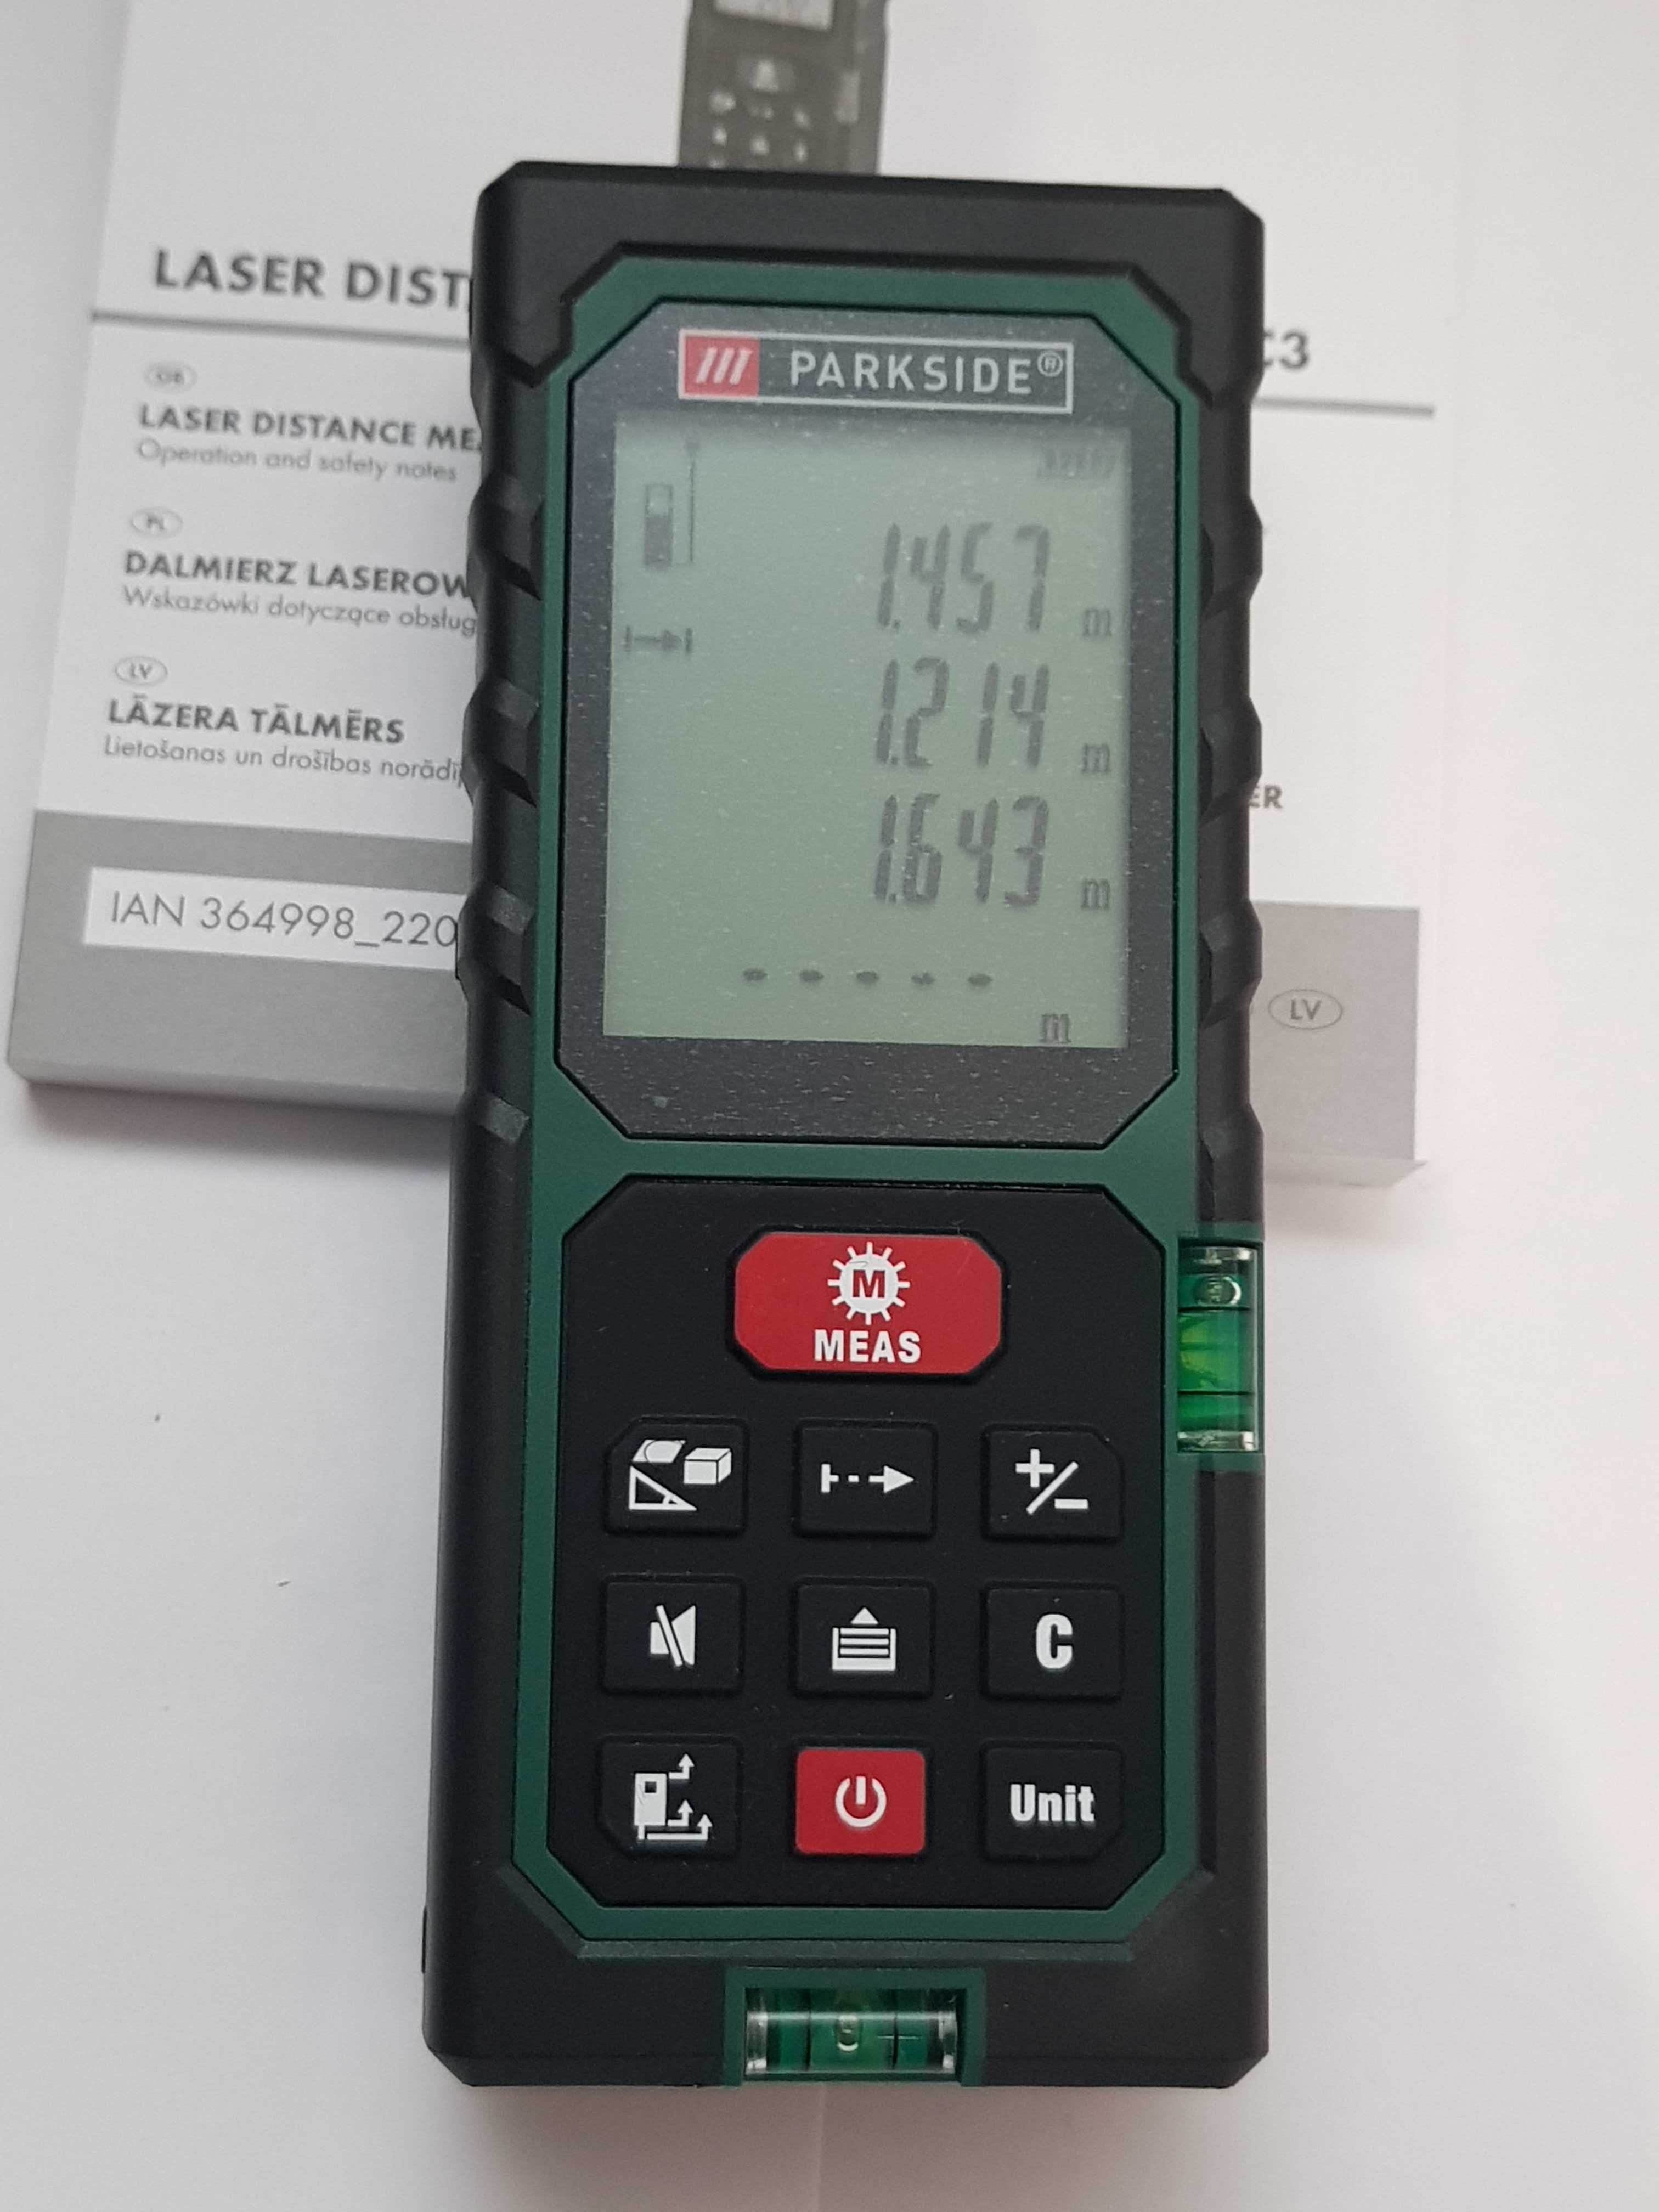 LASER DIST
C3
GB
LASER DISTANCE ME
Operation and safety notes
PL
DALMIERZ LASEROW
Wskazówki dotyczące obsług
LV
LĀZERA TĀLMĒRS
Lietošanas un drošības norādī
ER
IAN 364998_220
LV
PARKSIDE®
1.457 m
1.214 m
1.643 m
- - - - -
m
M
MEAS
+/-
C
Unit